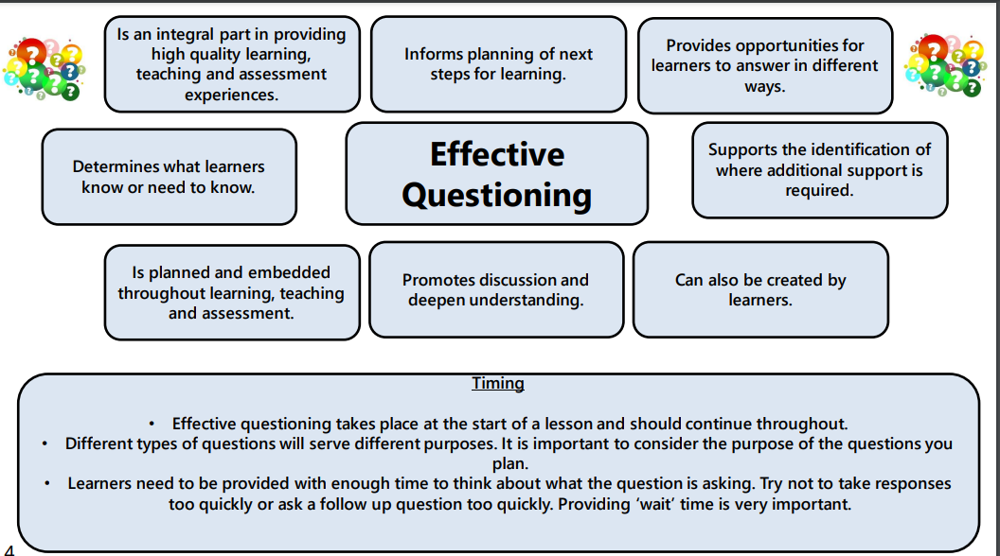 Is an integral part in providing
high quality learning,
teaching and assessment
experiences.
Informs planning of next
steps for learning.
Provides opportunities for
learners to answer in different
ways.
Determines what learners
know or need to know.
Effective
Questioning
Supports the identification of
where additional support is
required.
Is planned and embedded
throughout learning, teaching
and assessment.
Promotes discussion and
deepen understanding.
Can also be created by
learners.
Timing
• Effective questioning takes place at the start of a lesson and should continue throughout.
• Different types of questions will serve different purposes. It is important to consider the purpose of the questions you
plan.
• Learners need to be provided with enough time to think about what the question is asking. Try not to take responses
too quickly or ask a follow up question too quickly. Providing ‘wait’ time is very important.
4